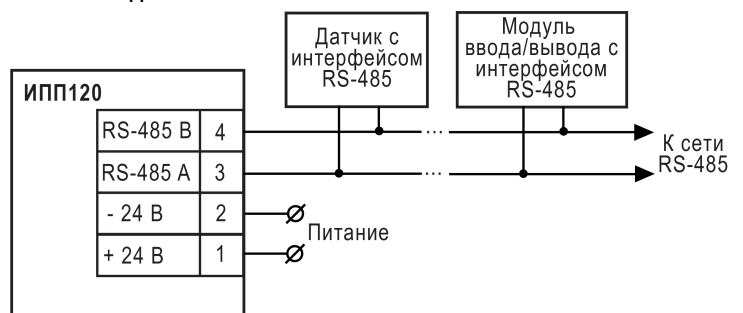 Датчик с
интерфейсом
RS-485
Модуль
ввода/вывода с
интерфейсом
RS-485
ИПП120
RS-485 В 4
RS-485 А 3
- 24 В 2
+ 24 В 1
...
...
...
...
К сети
RS-485
Питание